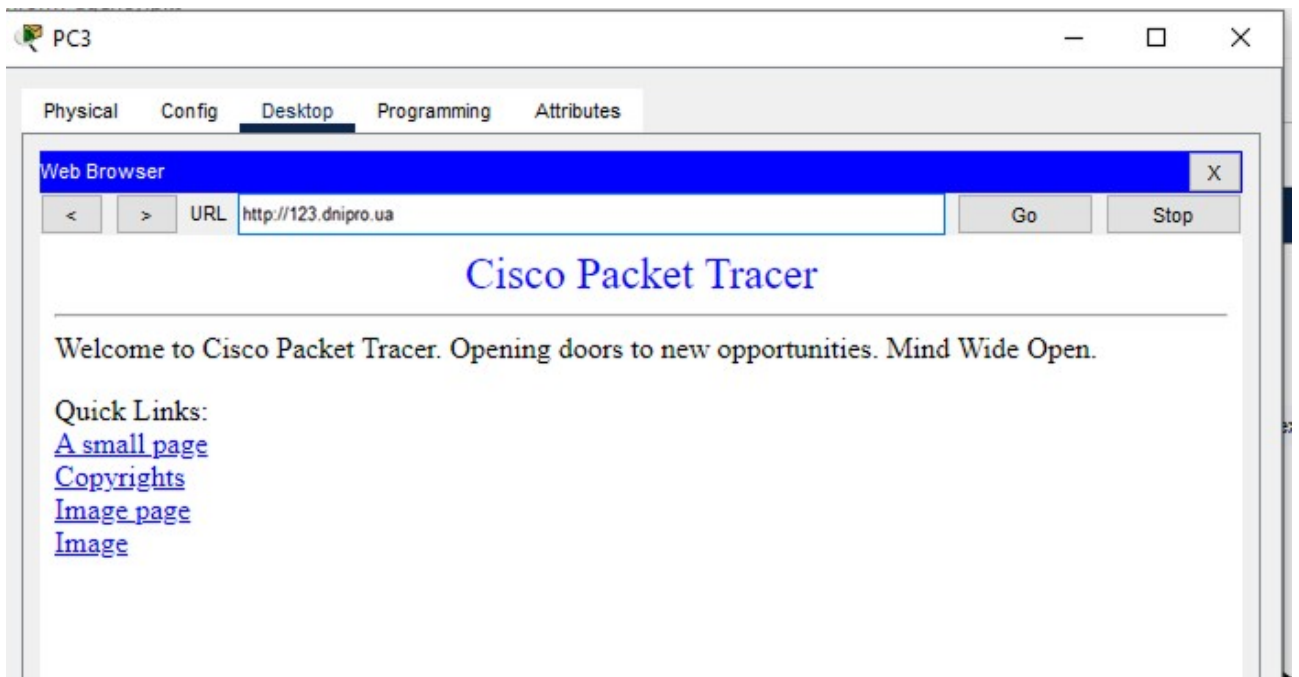 PC3
Physical Config Desktop Programming Attributes
Web Browser X
< > URL http://123.dnipro.ua Go Stop
Cisco Packet Tracer
Welcome to Cisco Packet Tracer. Opening doors to new opportunities. Mind Wide Open.
Quick Links:
A small page
Copyrights
Image page
Image